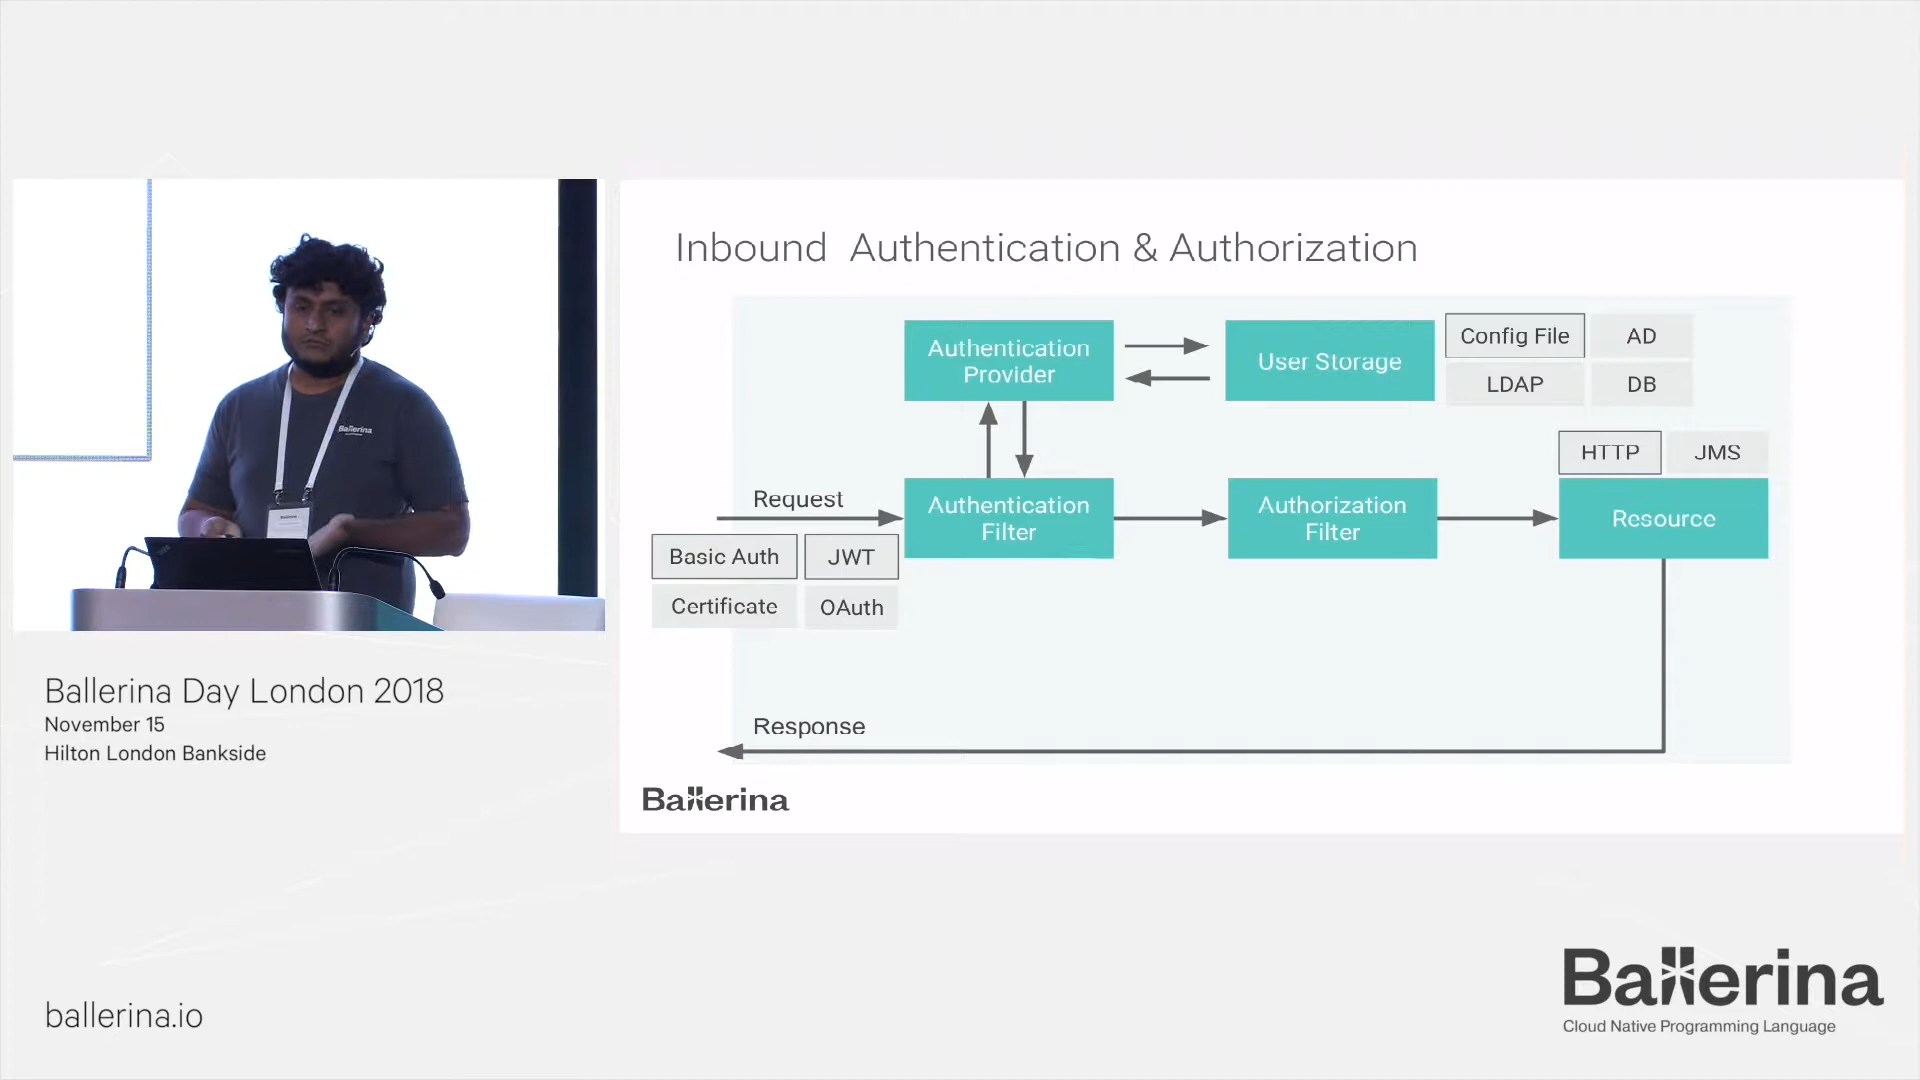 Inbound Authentication & Authorization
Authentication
Provider
User Storage
Config File
AD
LDAP
DB
HTTP
JMS
Request
Authentication
Filter
Authorization
Filter
Resource
Basic Auth
JWT
Certificate
OAuth
Response
Ballerina
Ballerina
Ballerina Day London 2018
November 15
Hilton London Bankside
ballerina.io
Ballerina
Cloud Native Programming Language